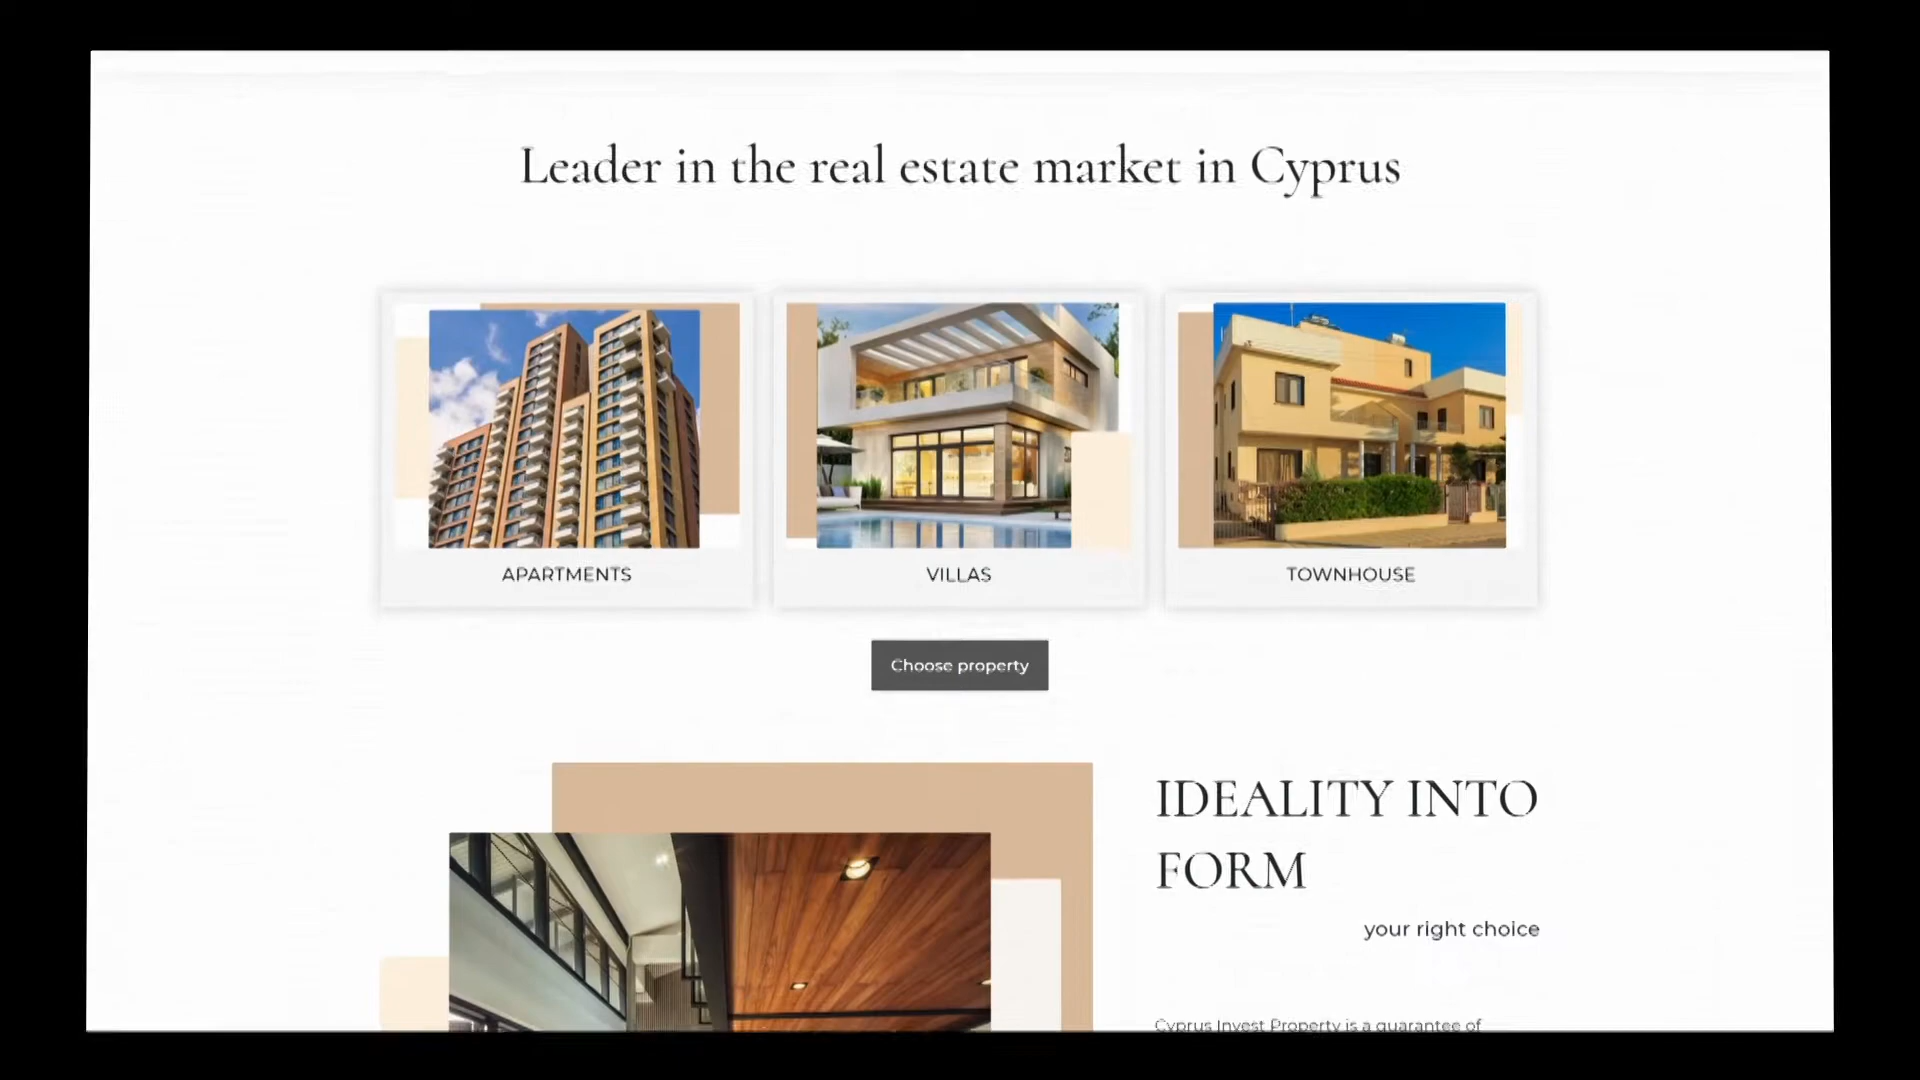 Leader in the real estate market in Cyprus
APARTMENTS
VILLAS
TOWNHOUSE
Choose property
IDEALITY INTO
FORM
your right choice
Cyprus Invest Property is a guarantee of